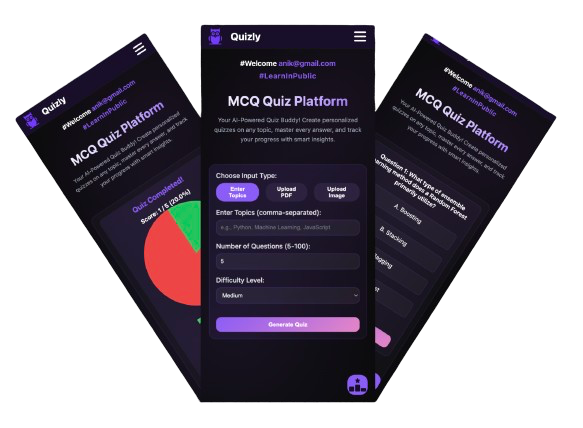 Quizly
#Welcome anik@gmail.com
#LearnInPublic
MCQ Quiz Platform
Your AI-Powered Quiz Buddy! Create personalized
quizzes on any topic, master every answer, and track
your progress with smart insights.
Quiz Completed!
Score: 1/5 (20.0%)
Quizly
#Welcome anik@gmail.com
#LearnInPublic
MCQ Quiz Platform
Your AI-Powered Quiz Buddy! Create personalized
quizzes on any topic, master every answer, and track
your progress with smart insights.
Choose Input Type:
Enter Topics
Upload PDF
Upload Image
Enter Topics (comma-separated):
e.g., Python, Machine Learning, JavaScript
Number of Questions (5-100):
5
Difficulty Level:
Medium
Generate Quiz
#Welcome anik@gmail.com
#LearnInPublic
MCQ Quiz Platform
Your AI-Powered Quiz Buddy! Create personalized
quizzes on any topic, master every answer, and track
your progress with smart insights.
Question 1: What type of ensemble
arning method does a Random Forest
primarily utilize?
A. Boosting
B. Stacking
agging